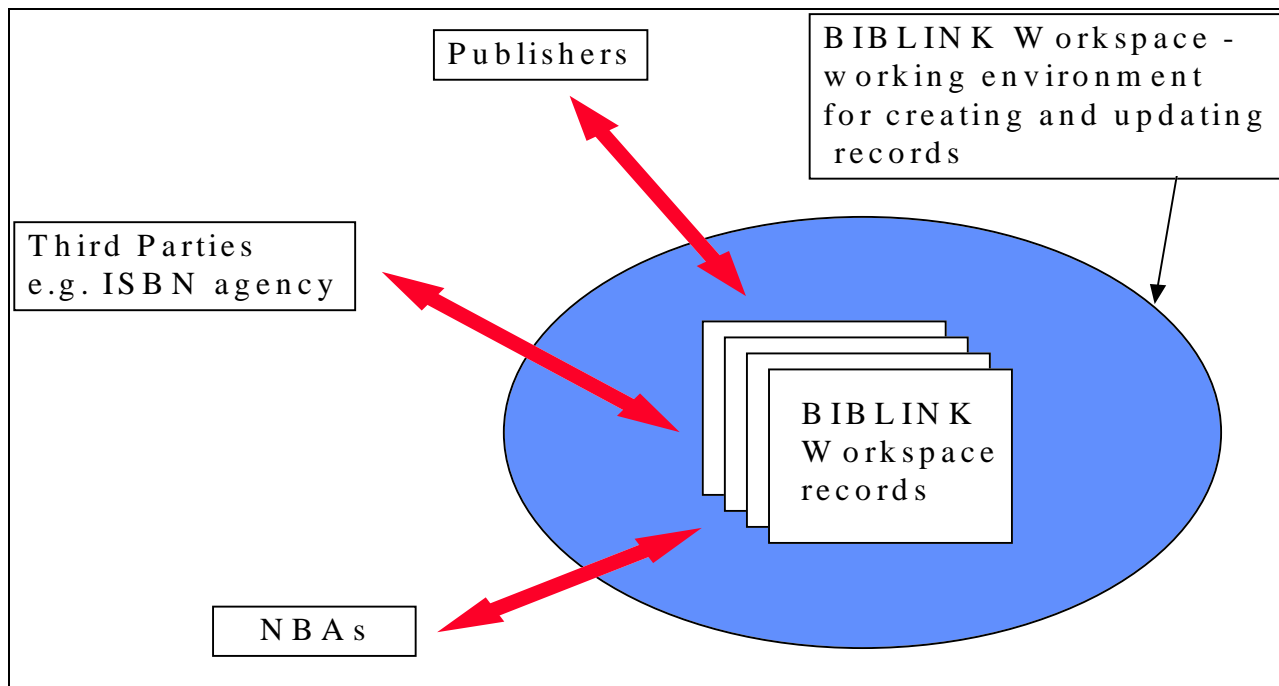 Publishers
BIBLINK Workspace -
working environment
for creating and updating
records
Third Parties
e.g. ISBN agency
BIBLINK
Workspace
records
NBAs